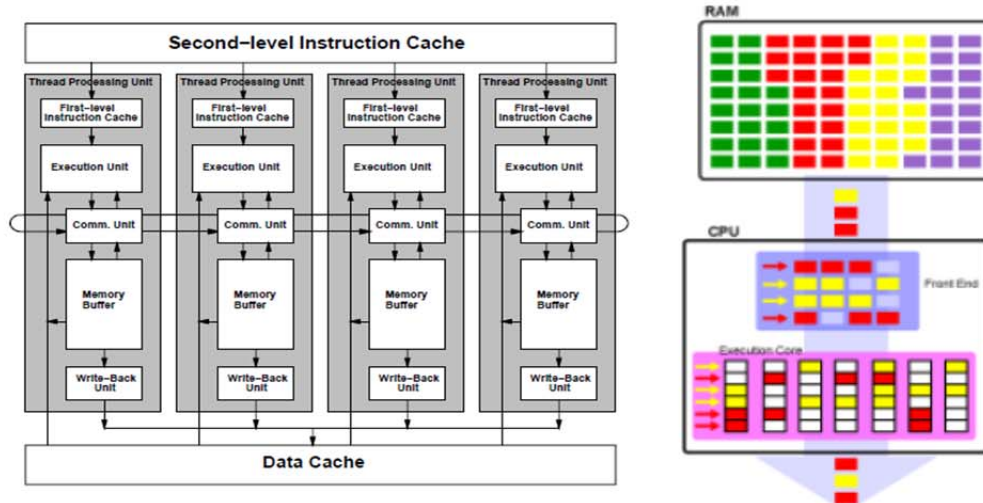 Second–level Instruction Cache
Thread Processing Unit
First–level
Instruction Cache
Execution Unit
Comm. Unit
Memory
Buffer
Write–Back
Unit
Thread Processing Unit
First–level
Instruction Cache
Execution Unit
Comm. Unit
Memory
Buffer
Write–Back
Unit
Thread Processing Unit
First–level
Instruction Cache
Execution Unit
Comm. Unit
Memory
Buffer
Write–Back
Unit
Thread Processing Unit
First–level
Instruction Cache
Execution Unit
Comm. Unit
Memory
Buffer
Write–Back
Unit
Data Cache
RAM
CPU
Front End
Execution Core